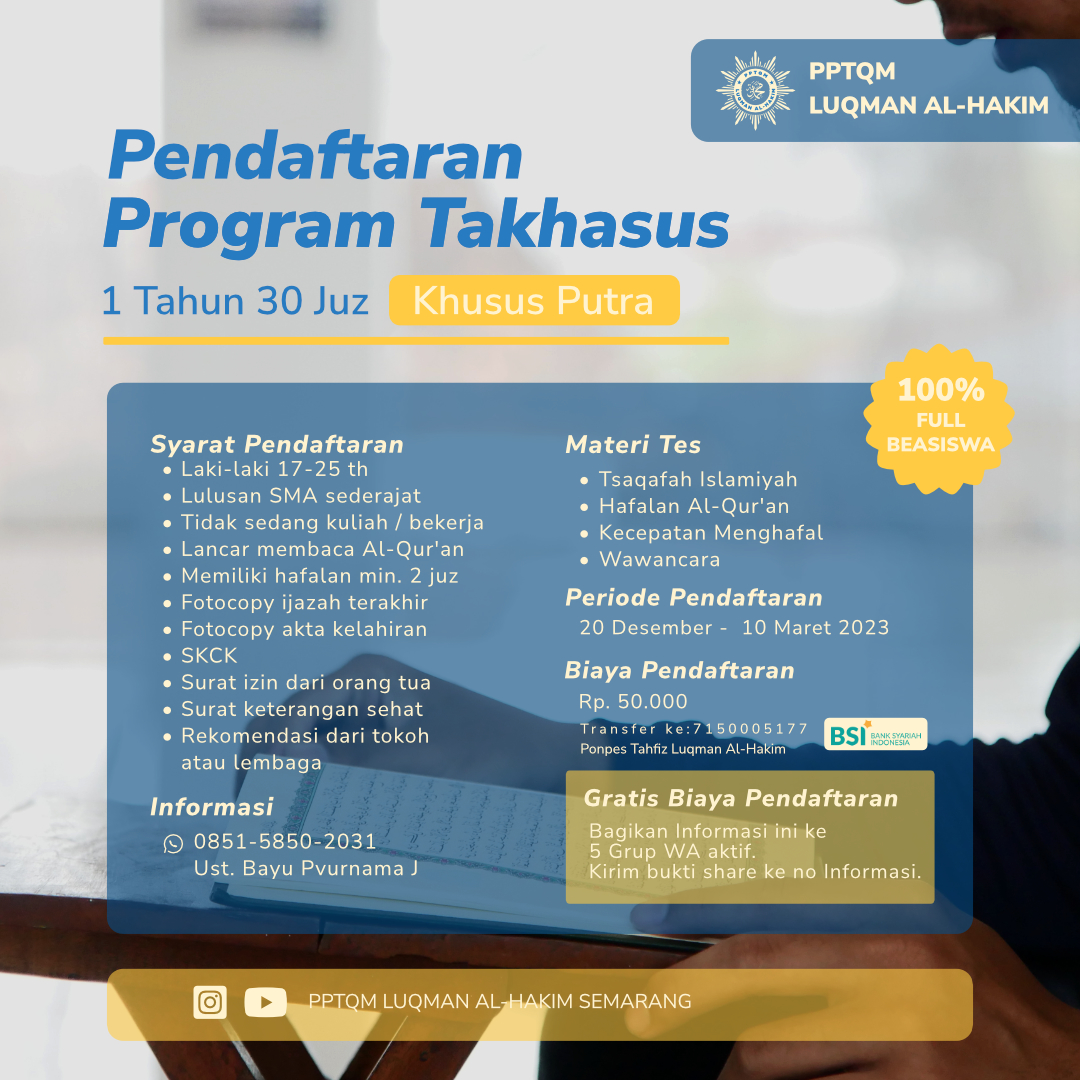 PPTQM
LUQMAN AL-HAKIM
Pendaftaran
Program Takhasus
1 Tahun 30 Juz
Khusus Putra
100%
FULL
BEASISWA
Syarat Pendaftaran
• Laki-laki 17-25 th
• Lulusan SMA sederajat
• Tidak sedang kuliah / bekerja
• Lancar membaca Al-Qur'an
• Memiliki hafalan min. 2 juz
• Fotocopy ijazah terakhir
• Fotocopy akta kelahiran
• SKCK
• Surat izin dari orang tua
• Surat keterangan sehat
• Rekomendasi dari tokoh
atau lembaga
Informasi
0851-5850-2031
Ust. Bayu Pvurnama J
Materi Tes
• Tsaqafah Islamiyah
• Hafalan Al-Qur'an
• Kecepatan Menghafal
• Wawancara
Periode Pendaftaran
20 Desember - 10 Maret 2023
Biaya Pendaftaran
Rp. 50.000
Transfer ke:7150005177
Ponpes Tahfiz Luqman Al-Hakim
BSI BANK SYARIAH
INDONESIA
Gratis Biaya Pendaftaran
Bagikan Informasi ini ke
5 Grup WA aktif.
Kirim bukti share ke no Informasi.
PPTQM LUQMAN AL-HAKIM SEMARANG